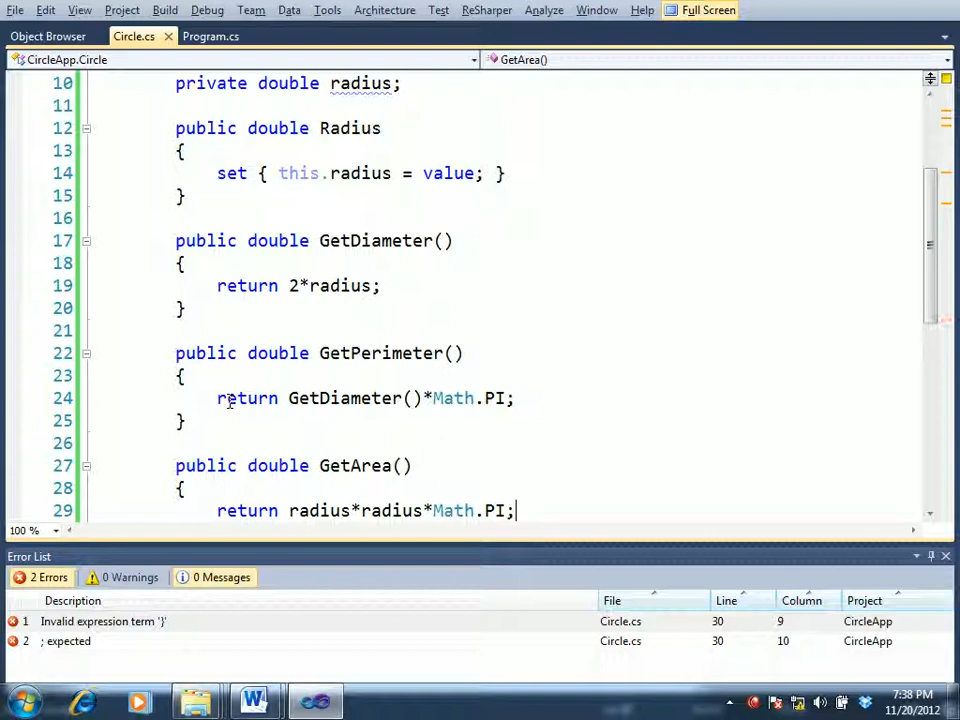 File Edit View Project Build Debug Team Data Tools Architecture Test ReSharper Analyze Window Help Full Screen
Object Browser Circle.cs Program.cs
CircleApp.Circle GetArea()
10 private double radius;
11
12 public double Radius
13 {
14 set { this.radius = value; }
15 }
16
17 public double GetDiameter()
18 {
19 return 2*radius;
20 }
21
22 public double GetPerimeter()
23 {
24 return GetDiameter()*Math.PI;
25 }
26
27 public double GetArea()
28 {
29 return radius*radius*Math.PI;
100 %
Error List
2 Errors 0 Warnings 0 Messages
Description File Line Column Project
1 Invalid expression term '}' Circle.cs 30 9 CircleApp
2 ; expected Circle.cs 30 10 CircleApp
7:38 PM
11/20/2012